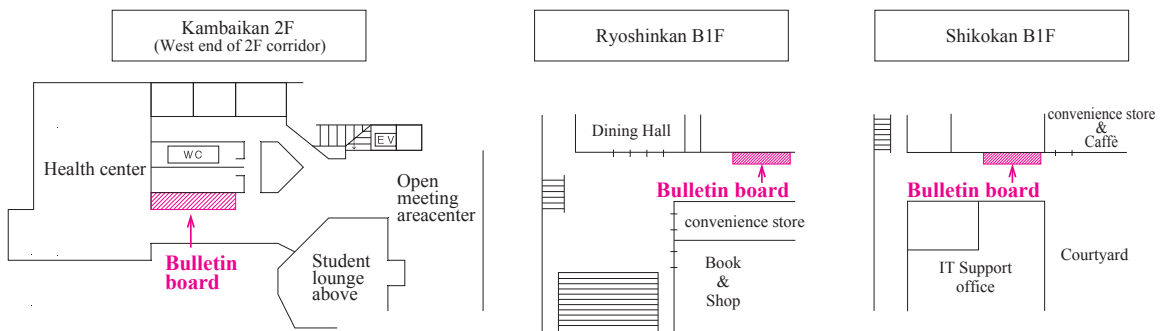 Kambaikan 2F
(West end of 2F corridor)
Health center
WC
EV
Open
meeting
areacenter
Bulletin
board
Student
lounge
above
Ryoshinkan B1F
Dining Hall
Bulletin board
convenience store
Book
&
Shop
Shikokan B1F
convenience store
&
Caffè
Bulletin board
IT Support
office
Courtyard